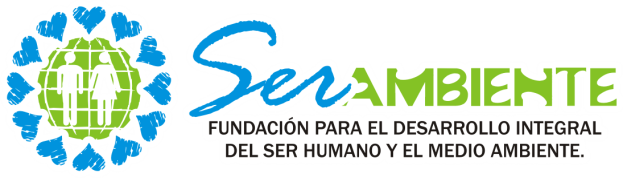 SerAMBIENTE
FUNDACIÓN PARA EL DESARROLLO INTEGRAL
DEL SER HUMANO Y EL MEDIO AMBIENTE.